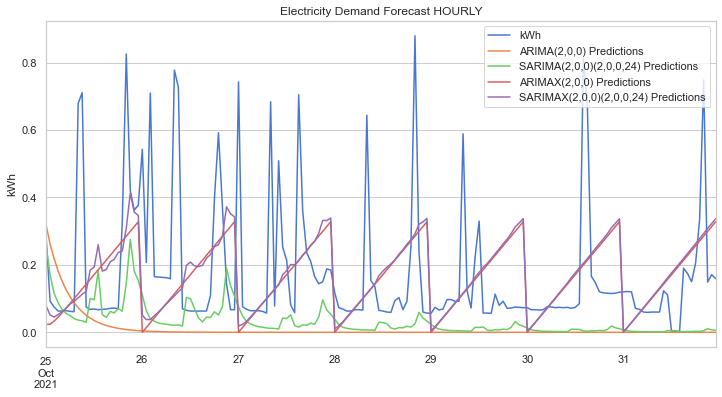 Electricity Demand Forecast HOURLY
kWh
ARIMA(2,0,0) Predictions
SARIMA(2,0,0)(2,0,0,24) Predictions
ARIMAX(2,0,0) Predictions
SARIMAX(2,0,0)(2,0,0,24) Predictions
0.8
0.6
0.4
0.2
0.0
kWh
25 26 27 28 29 30 31
Oct
2021